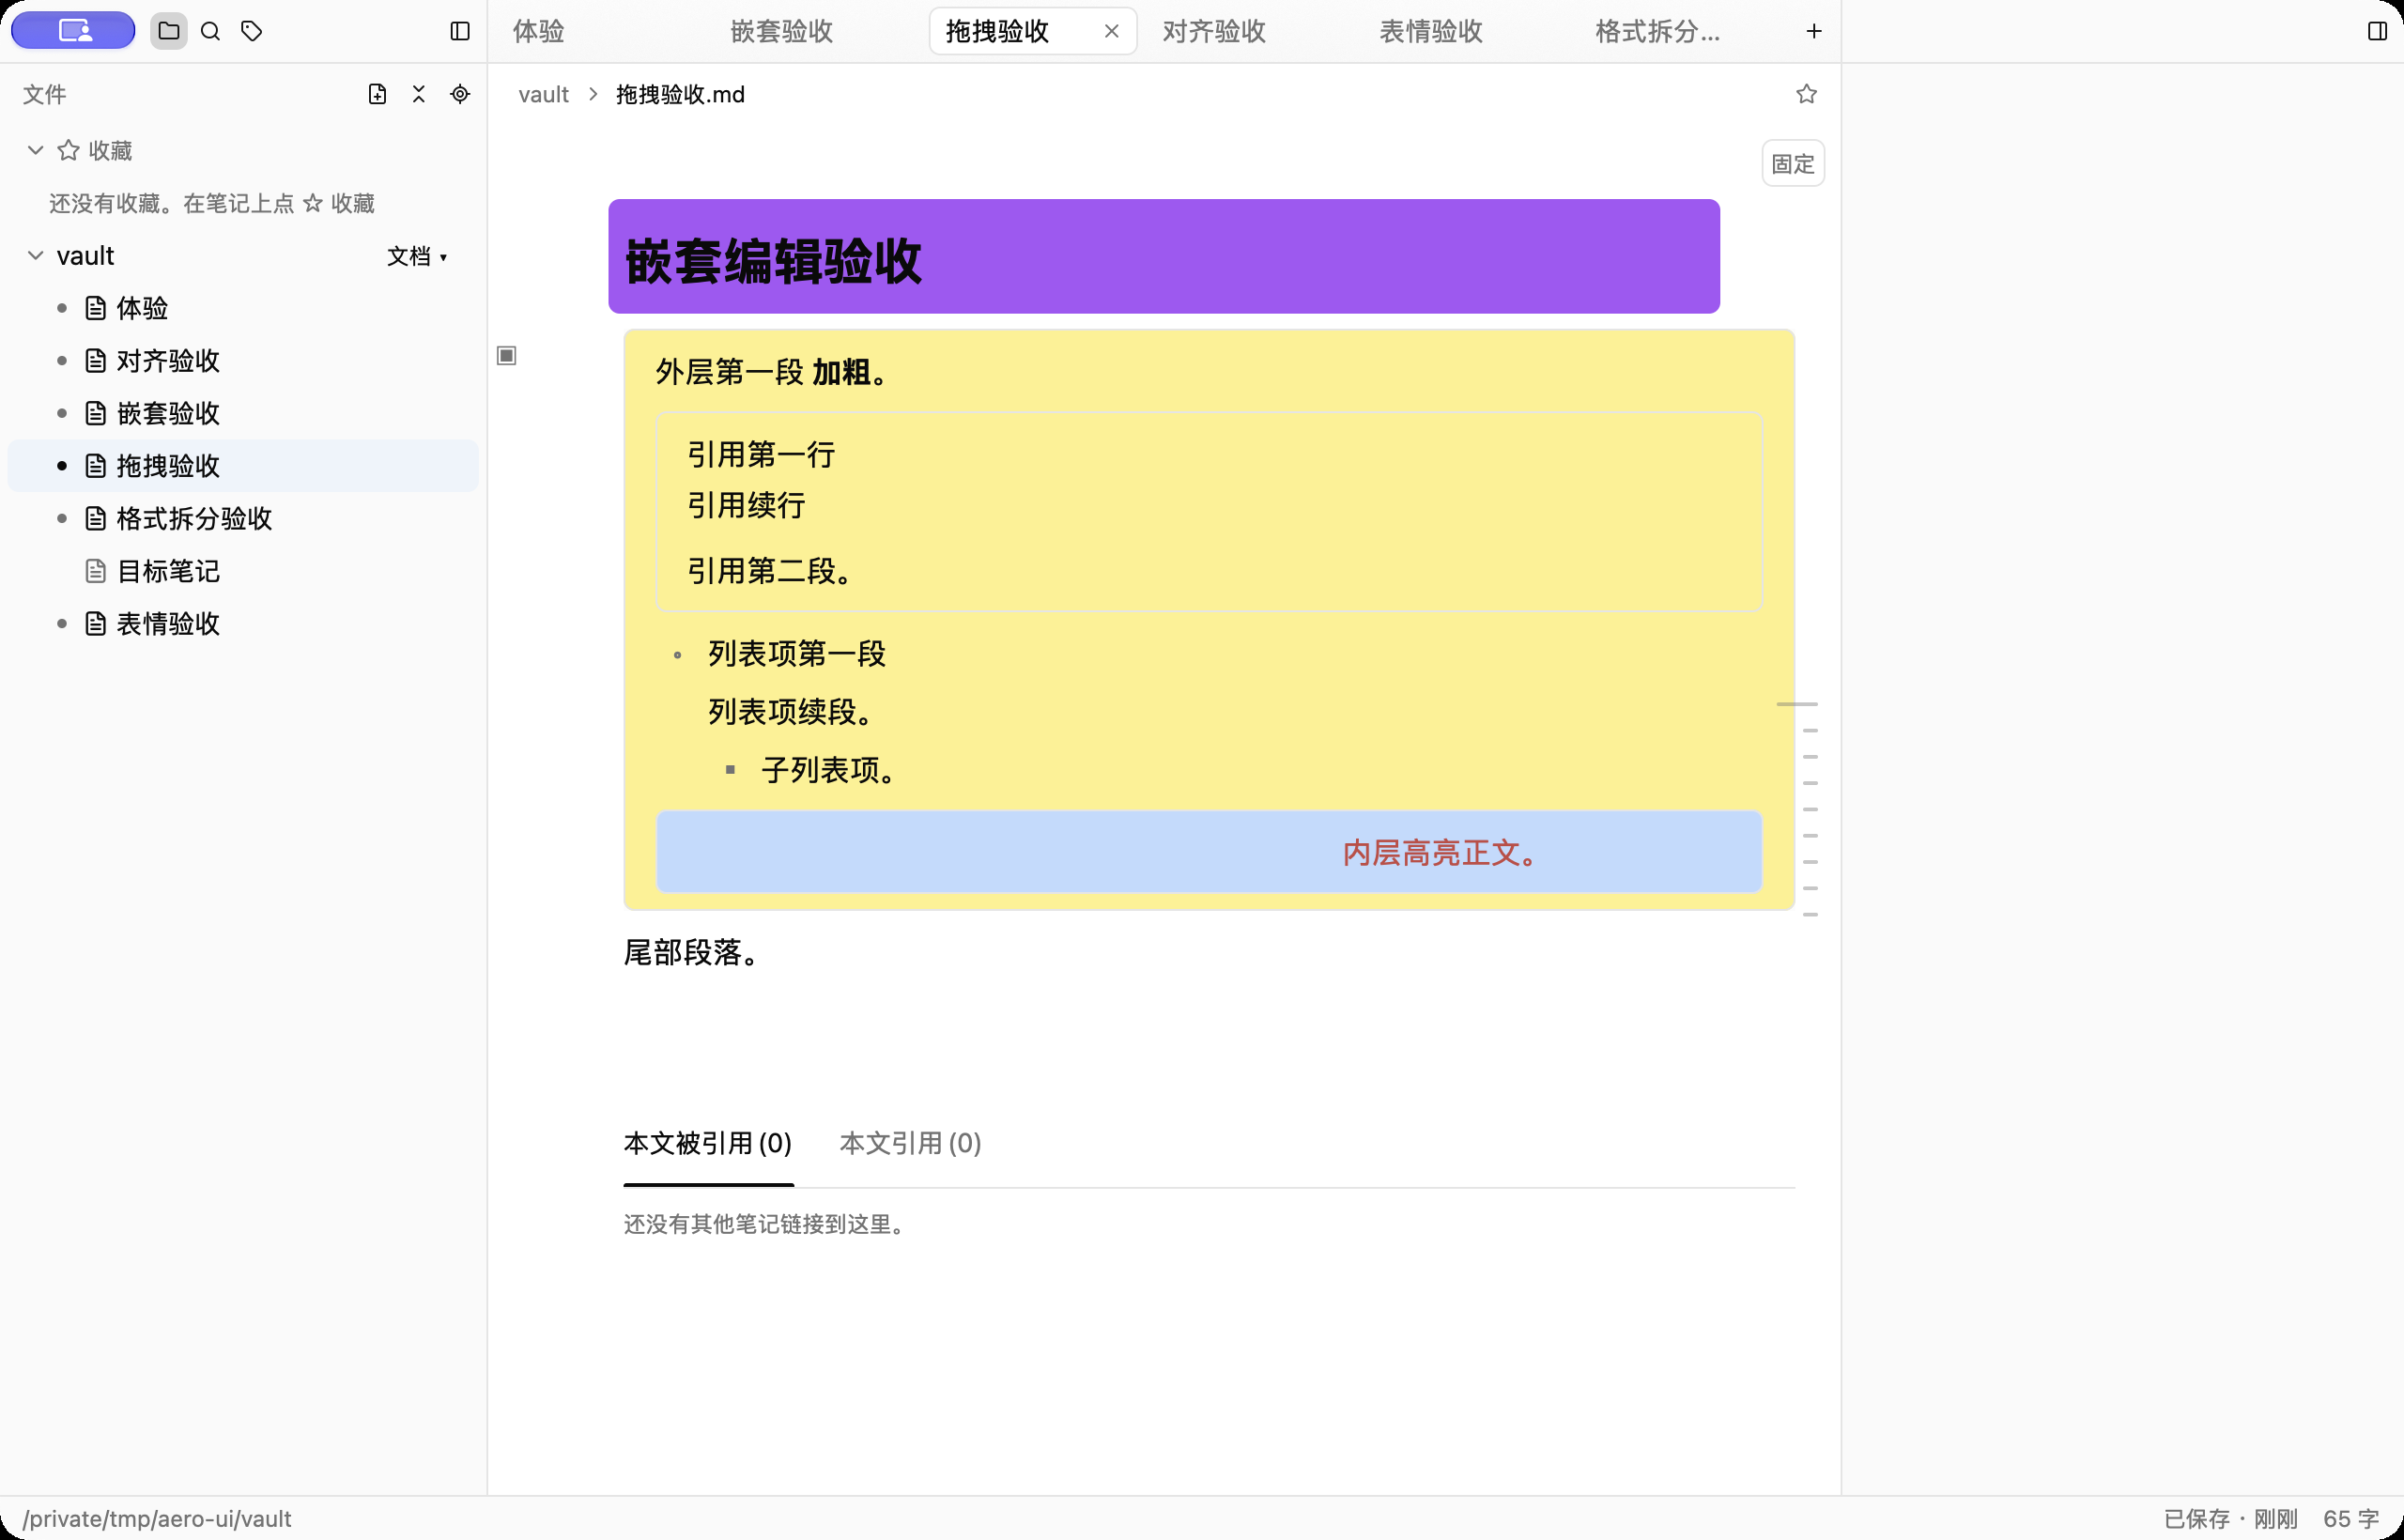 体验
嵌套验收
拖拽验收
对齐验收
表情验收
格式拆分...
文件
vault
拖拽验收.md
收藏
固定
还没有收藏。在笔记上点 ☆ 收藏
vault
文档
体验
对齐验收
嵌套验收
拖拽验收
格式拆分验收
目标笔记
表情验收
嵌套编辑验收
外层第一段 加粗。
引用第一行
引用续行
引用第二段。
列表项第一段
列表项续段。
子列表项。
内层高亮正文。
尾部段落。
本文被引用 (0)
本文引用 (0)
还没有其他笔记链接到这里。
/private/tmp/aero-ui/vault
已保存 · 刚刚
65 字